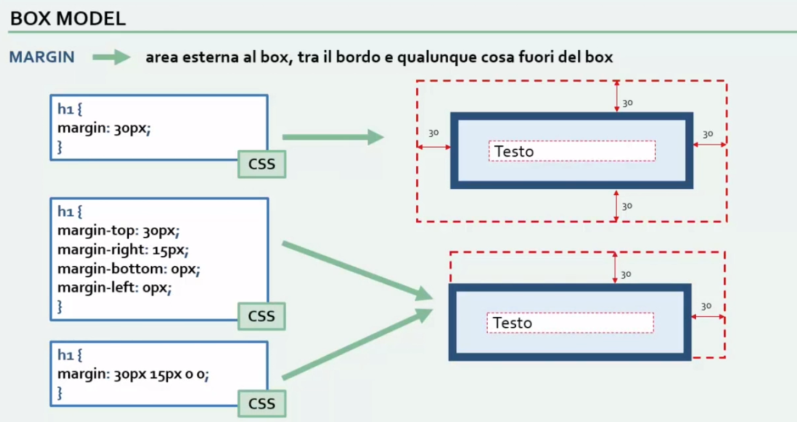 BOX MODEL
MARGIN area esterna al box, tra il bordo e qualunque cosa fuori del box
h1 {
margin: 30px;
}
CSS
30
30
30
30
Testo
h1 {
margin-top: 30px;
margin-right: 15px;
margin-bottom: 0px;
margin-left: 0px;
}
CSS
30
30
Testo
h1 {
margin: 30px 15px 0 0;
}
CSS